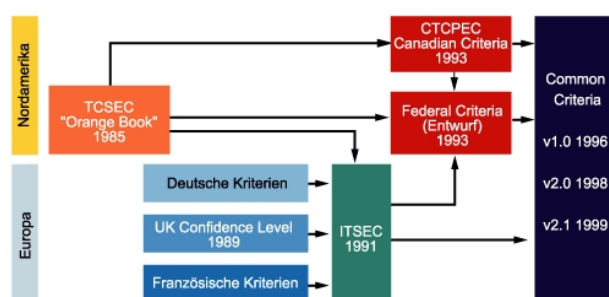 Nordamerika
TCSEC
"Orange Book"
1985
CTCPEC
Canadian Criteria
1993
Federal Criteria
(Entwurf)
1993
Common
Criteria
v1.0 1996
v2.0 1998
v2.1 1999
Europa
Deutsche Kriterien
UK Confidence Level
1989
Französische Kriterien
ITSEC
1991